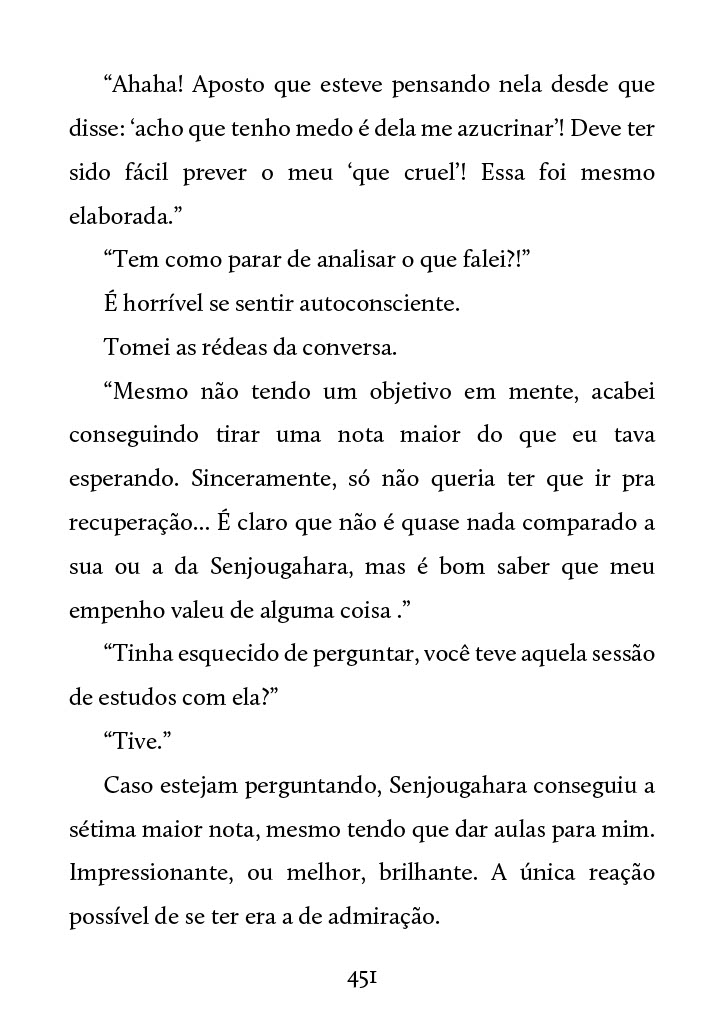 “Ahaha! Aposto que esteve pensando nela desde que
disse: ‘acho que tenho medo é dela me azucrinar’! Deve ter
sido fácil prever o meu ‘que cruel’! Essa foi mesmo
elaborada.”
“Tem como parar de analisar o que falei?!”
É horrível se sentir autoconsciente.
Tomei as rédeas da conversa.
“Mesmo não tendo um objetivo em mente, acabei
conseguindo tirar uma nota maior do que eu tava
esperando. Sinceramente, só não queria ter que ir pra
recuperação... É claro que não é quase nada comparado a
sua ou a da Senjougahara, mas é bom saber que meu
empenho valeu de alguma coisa .”
“Tinha esquecido de perguntar, você teve aquela sessão
de estudos com ela?”
“Tive.”
Caso estejam perguntando, Senjougahara conseguiu a
sétima maior nota, mesmo tendo que dar aulas para mim.
Impressionante, ou melhor, brilhante. A única reação
possível de se ter era a de admiração.
451